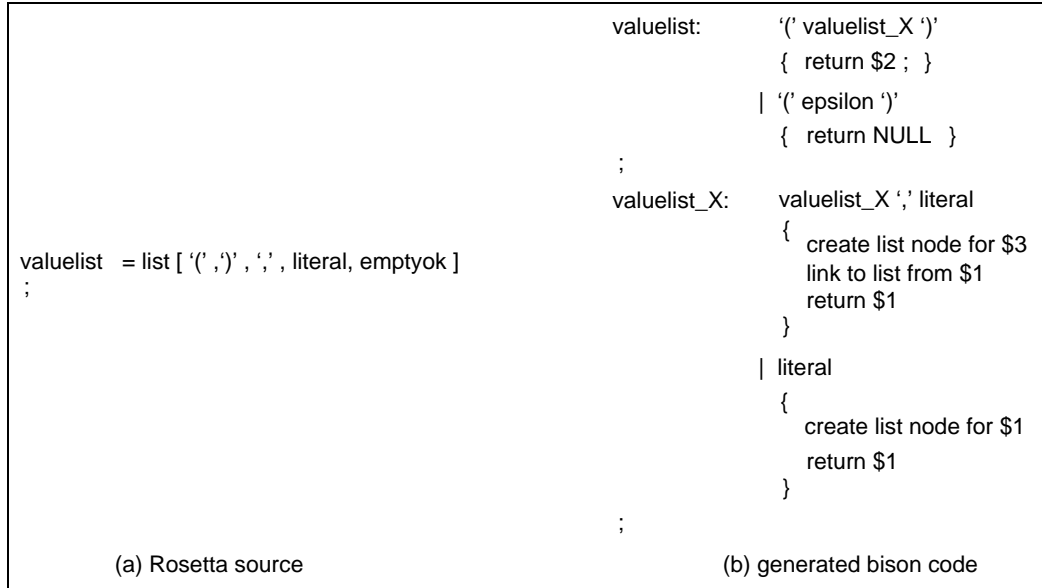 valuelist = list [ ‘(’ ,‘)’ , ‘,’ , literal, emptyok ]
;
(a) Rosetta source
valuelist: ‘(’ valuelist_X ‘)’
{ return $2 ; }
| ‘(’ epsilon ‘)’
{ return NULL }
;
valuelist_X: valuelist_X ‘,’ literal
{
create list node for $3
link to list from $1
return $1
}
| literal
{
create list node for $1
return $1
}
;
(b) generated bison code